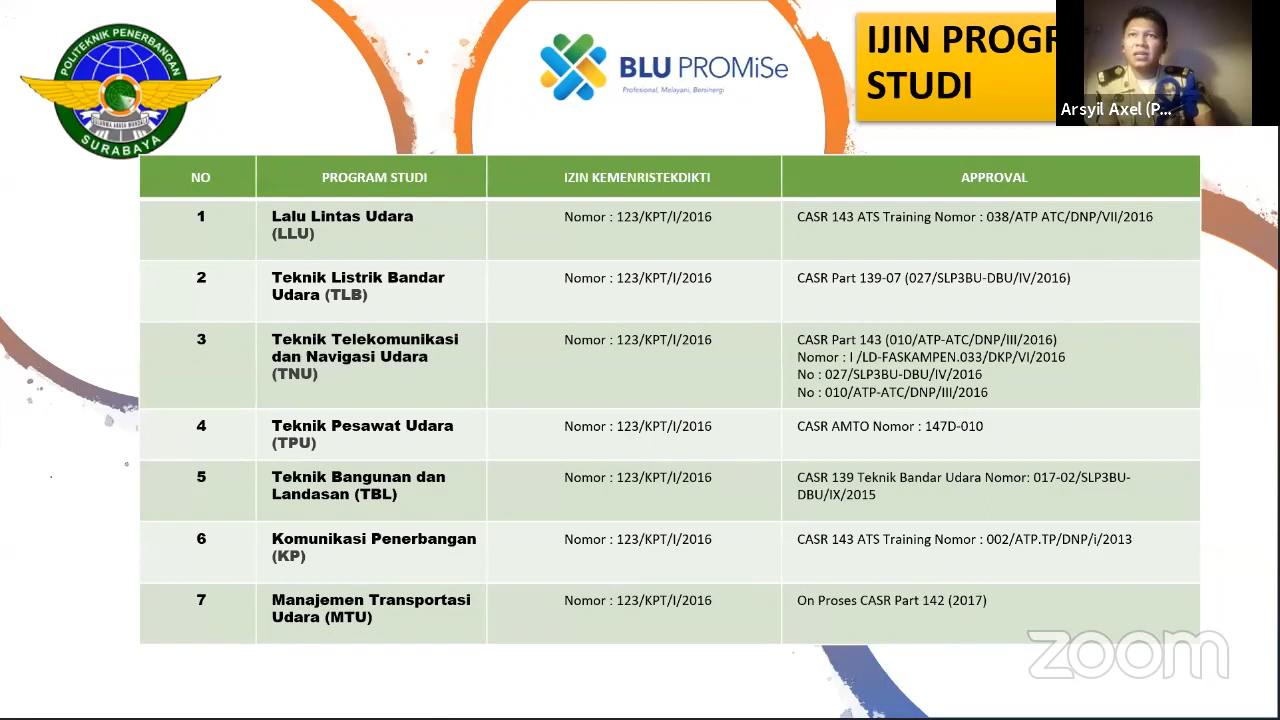 POLITEKNIK PENERBANGAN
SURABAYA
BLU PROMiSe
Profesional, Melayani, Bersinergi
IJIN PROGR
STUDI
Arsyil Axel (P...
NO PROGRAM STUDI IZIN KEMENRISTEKDIKTI APPROVAL
1 Lalu Lintas Udara Nomor : 123/KPT/I/2016 CASR 143 ATS Training Nomor : 038/ATP ATC/DNP/VII/2016
(LLU)
2 Teknik Listrik Bandar Nomor : 123/KPT/I/2016 CASR Part 139-07 (027/SLP3BU-DBU/IV/2016)
Udara (TLB)
3 Teknik Telekomunikasi Nomor : 123/KPT/I/2016 CASR Part 143 (010/ATP-ATC/DNP/III/2016)
dan Navigasi Udara Nomor : I /LD-FASKAMPEN.033/DKP/VI/2016
(TNU) No : 027/SLP3BU-DBU/IV/2016
No : 010/ATP-ATC/DNP/III/2016
4 Teknik Pesawat Udara Nomor : 123/KPT/I/2016 CASR AMTO Nomor : 147D-010
(TPU)
5 Teknik Bangunan dan Nomor : 123/KPT/I/2016 CASR 139 Teknik Bandar Udara Nomor: 017-02/SLP3BU-
Landasan (TBL) DBU/IX/2015
6 Komunikasi Penerbangan Nomor : 123/KPT/I/2016 CASR 143 ATS Training Nomor : 002/ATP.TP/DNP/i/2013
(KP)
7 Manajemen Transportasi Nomor : 123/KPT/I/2016 On Proses CASR Part 142 (2017)
Udara (MTU)
zoom